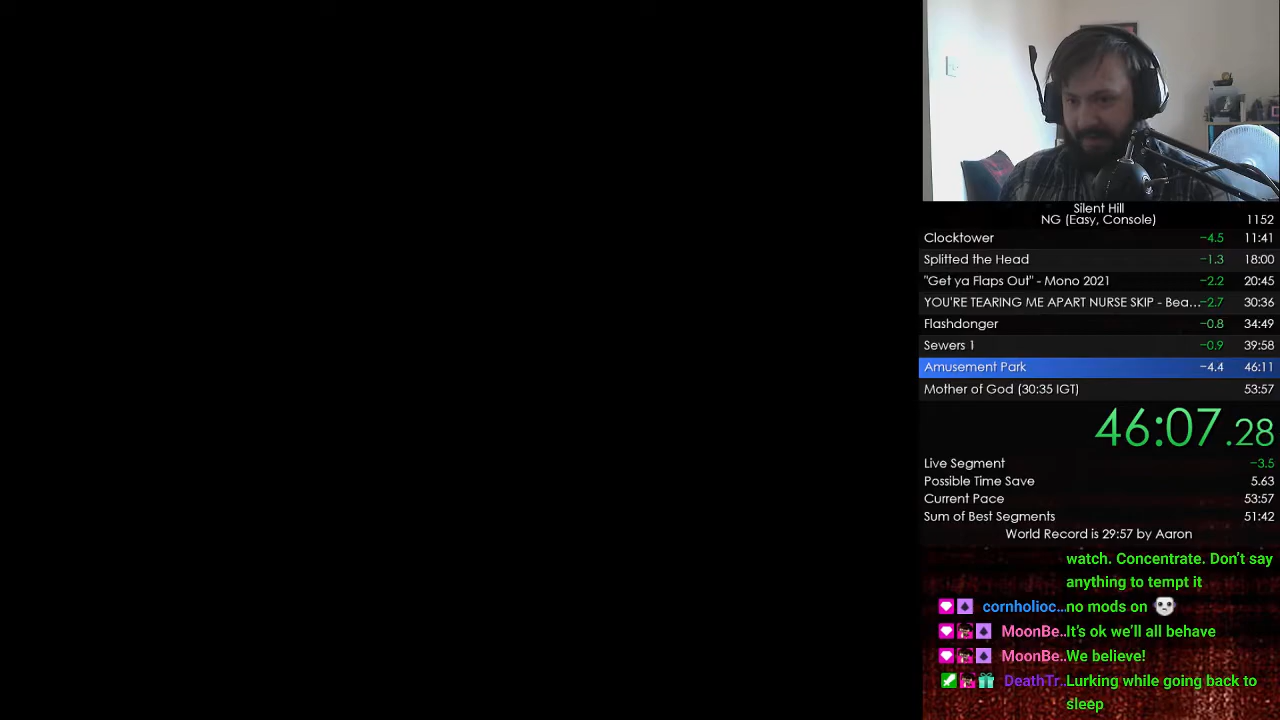 Silent Hill
NG (Easy, Console) 1152
Clocktower −4.5 11:41
Splitted the Head −1.3 18:00
"Get ya Flaps Out" - Mono 2021 −2.2 20:45
YOU'RE TEARING ME APART NURSE SKIP - Bea... −2.7 30:36
Flashdonger −0.8 34:49
Sewers 1 −0.9 39:58
Amusement Park −4.4 46:11
Mother of God (30:35 IGT) 53:57
46:07.28
Live Segment −3.5
Possible Time Save 5.63
Current Pace 53:57
Sum of Best Segments 51:42
World Record is 29:57 by Aaron
watch. Concentrate. Don't say
anything to tempt it
cornholioc... no mods on
MoonBe... It's ok we'll all behave
MoonBe... We believe!
DeathTr... Lurking while going back to
sleep